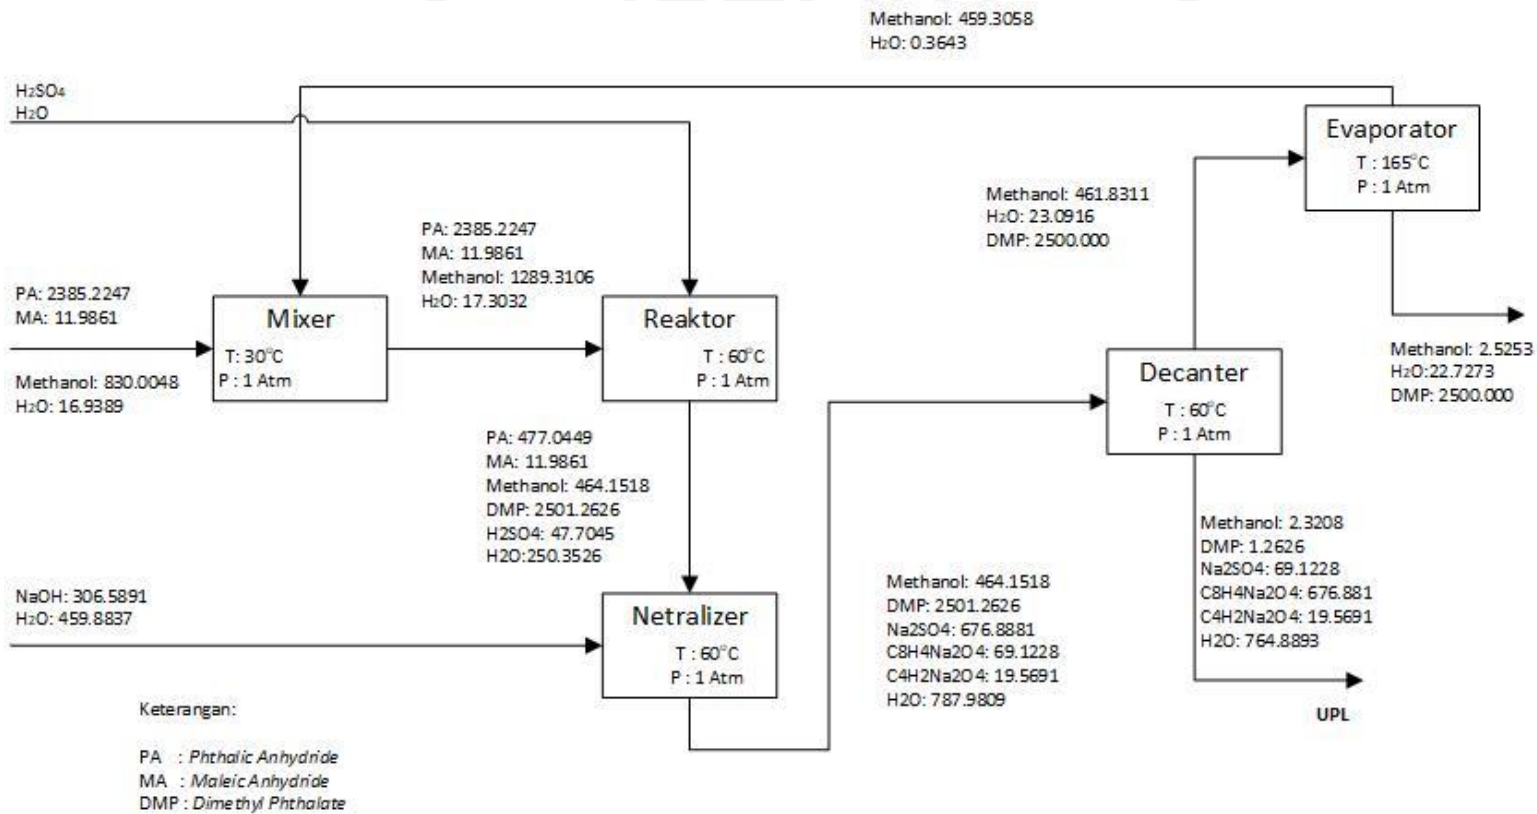 Methanol: 459.3058
H2O: 0.3643
H2SO4
H2O
Evaporator
T : 165°C
P : 1 Atm
Methanol: 461.8311
H2O: 23.0916
DMP: 2500.000
PA: 2385.2247
MA: 11.9861
Methanol: 1289.3106
H2O: 17.3032
PA: 2385.2247
MA: 11.9861
Mixer
T: 30°C
P : 1 Atm
Reaktor
T : 60°C
P : 1 Atm
Methanol: 830.0048
H2O: 16.9389
Methanol: 2.5253
H2O:22.7273
DMP: 2500.000
Decanter
T : 60°C
P : 1 Atm
PA: 477.0449
MA: 11.9861
Methanol: 464.1518
DMP: 2501.2626
H2SO4: 47.7045
H2O:250.3526
Methanol: 2.3208
DMP: 1.2626
Na2SO4: 69.1228
C8H4Na2O4: 676.881
C4H2Na2O4: 19.5691
H2O: 764.8893
NaOH: 306.5891
H2O: 459.8837
Netralizer
T : 60°C
P : 1 Atm
Methanol: 464.1518
DMP: 2501.2626
Na2SO4: 676.8881
C8H4Na2O4: 69.1228
C4H2Na2O4: 19.5691
H2O: 787.9809
UPL
Keterangan:
PA : Phthalic Anhydride
MA : Maleic Anhydride
DMP : Dimethyl Phthalate